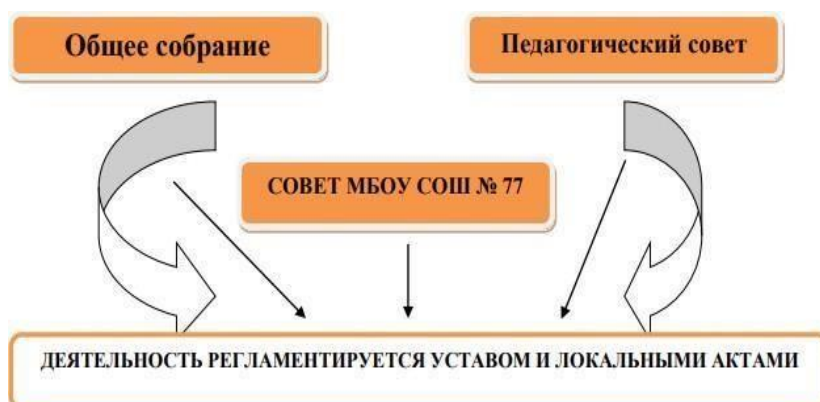 Общее собрание
Педагогический совет
СОВЕТ МБОУ СОШ № 77
ДЕЯТЕЛЬНОСТЬ РЕГЛАМЕНТИРУЕТСЯ УСТАВОМ И ЛОКАЛЬНЫМИ АКТАМИ